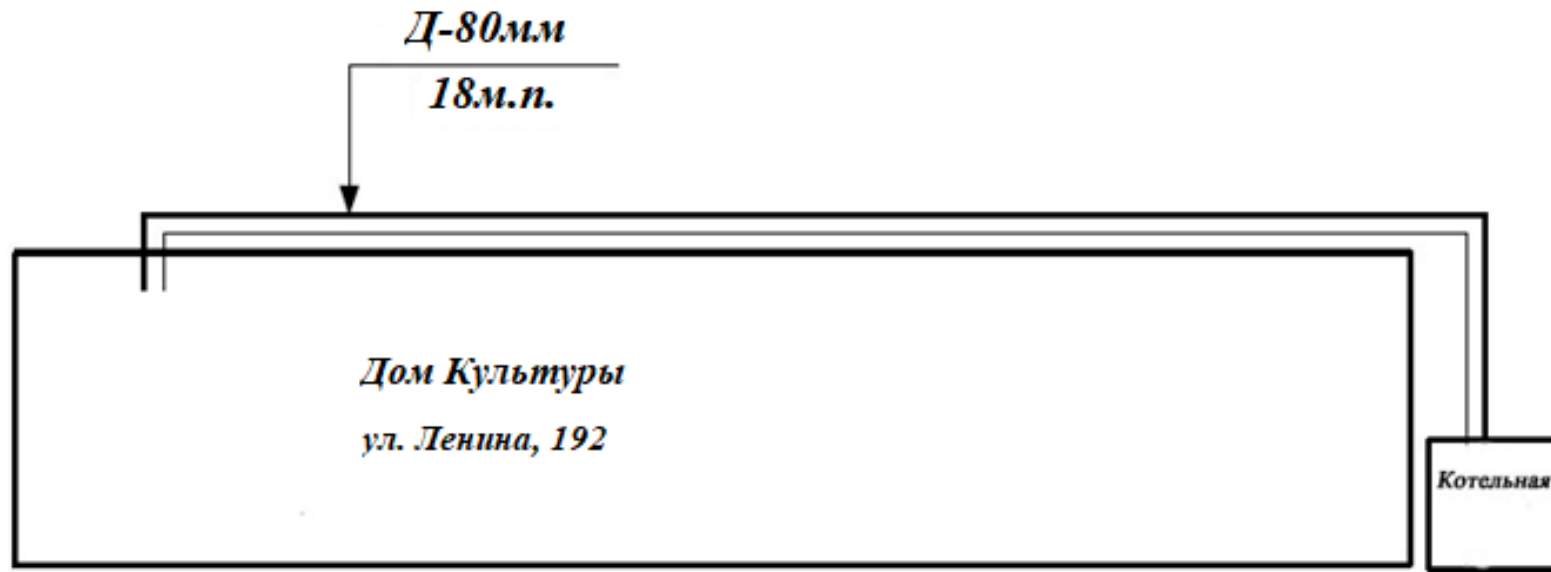 Д-80мм
18м.п.
Дом Культуры
ул. Ленина, 192
Котельная